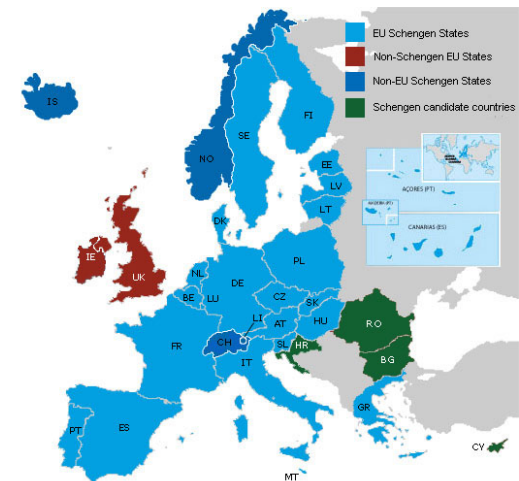 EU Schengen States
Non-Schengen EU States
Non-EU Schengen States
Schengen candidate countries
IS
FI
SE
NO
EE
LV
LT
AÇORES (PT)
MADEIRA (PT)
CANARIAS (ES)
DK
IE
UK
NL
BE
LU
DE
PL
CZ
SK
LI
AT
HU
CH
FR
SL
HR
RO
IT
BG
PT
ES
GR
CY
MT